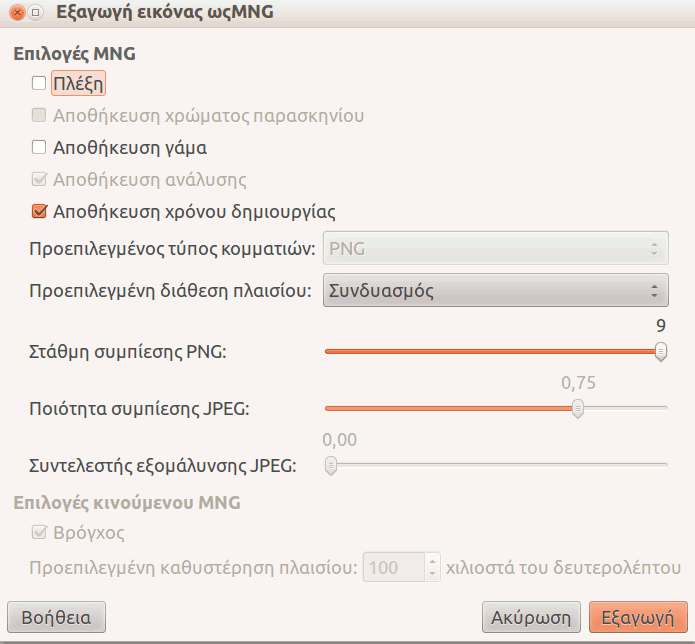 Εξαγωγή εικόνας ωςMNG
Επιλογές MNG
Πλέξη
Αποθήκευση χρώματος παρασκηνίου
Αποθήκευση γάμα
Αποθήκευση ανάλυσης
Αποθήκευση χρόνου δημιουργίας
Προεπιλεγμένος τύπος κομματιών: PNG
Προεπιλεγμένη διάθεση πλαισίου: Συνδυασμός
9
Στάθμη συμπίεσης PNG:
0,75
Ποιότητα συμπίεσης JPEG:
0,00
Συντελεστής εξομάλυνσης JPEG:
Επιλογές κινούμενου MNG
Βρόγχος
Προεπιλεγμένη καθυστέρηση πλαισίου: 100 χιλιοστά του δευτερολέπτου
Βοήθεια Ακύρωση Εξαγωγή